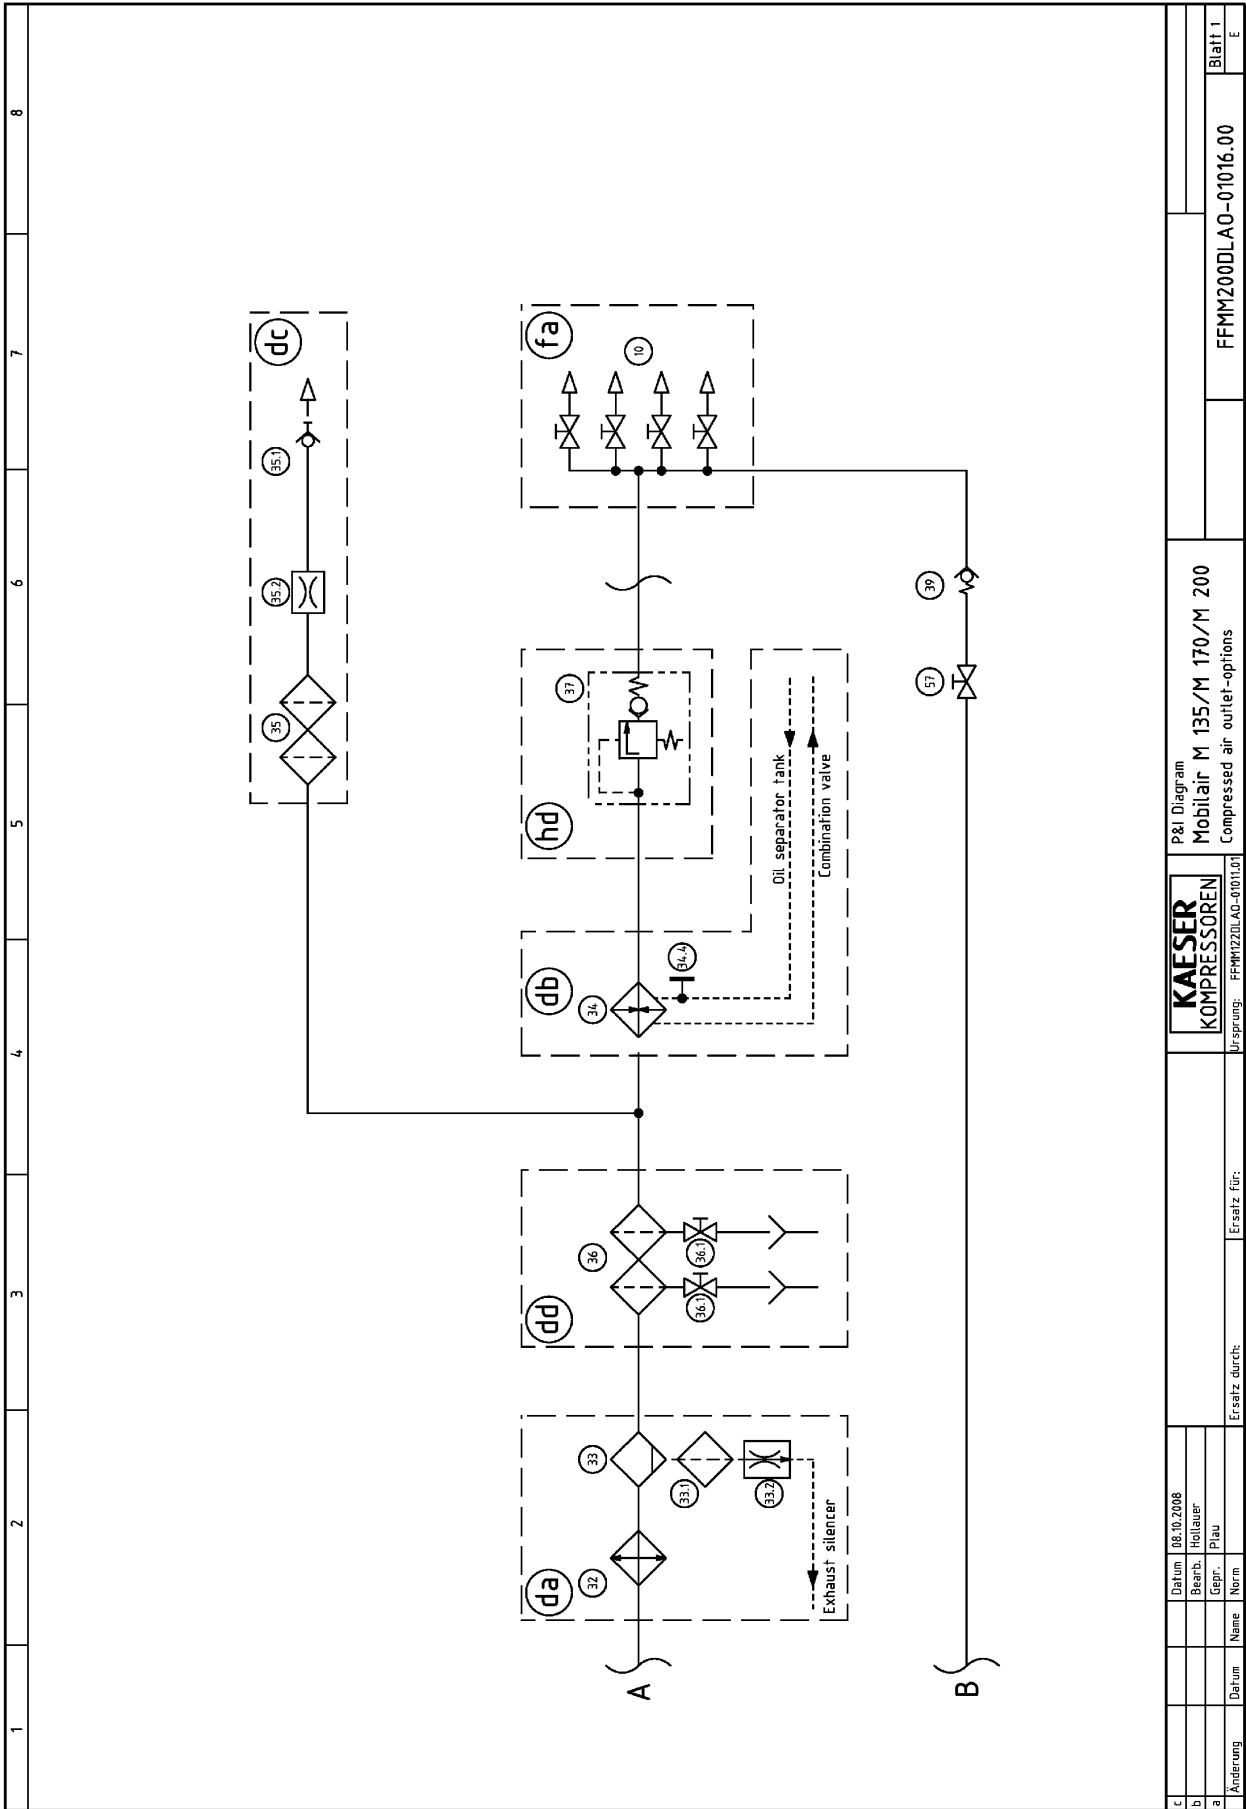 1
2
3
4
5
6
7
8
dc
35
35.2
35.1
da
32
33
33.1
33.2
Exhaust silencer
dd
36
36.1
36.1
db
34
34.4
Oil separator tank
Combination valve
hd
37
fa
10
A
B
57
39
c
b
a
Änderung
Datum
Name
Datum 08.10.2008
Bearb. Hollauer
Gepr. Plau
Norm
Ersatz durch:
Ersatz für:
KAESER
KOMPRESSOREN
Ursprung: FFMM122DLAO-01011.01
P&I Diagram
Mobilair M 135/M 170/M 200
Compressed air outlet-options
FFMM200DLAO-01016.00
Blatt 1
E